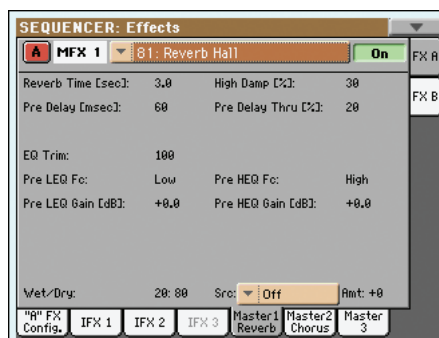 SEQUENCER: Effects
A MFX 1 81: Reverb Hall On FX A
Reverb Time [sec]: 3.0 High Damp [%]: 30
FX B
Pre Delay [msec]: 60 Pre Delay Thru [%]: 20
EQ Trim: 100
Pre LEQ Fc: Low Pre HEQ Fc: High
Pre LEQ Gain [dB]: +0.0 Pre HEQ Gain [dB]: +0.0
Wet/Dry: 20: 80 Src: Off Amt: +0
"A" FX Config. IFX 1 IFX 2 IFX 3 Master1 Reverb Master2 Chorus Master 3